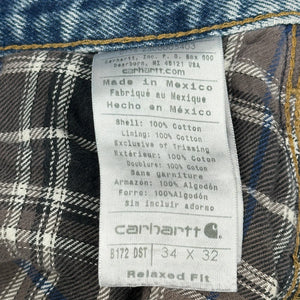 Carhartt, Inc. P.O. Box 600
Dearborn, MI 48121 USA
carhartt.com
Made in Mexico
Fabriqué au Mexique
Hecho en México
Shell: 100% Cotton
Lining: 100% Cotton
Exclusive of Trimming
Extérieur: 100% Coton
Doublure: 100% Coton
Sans garniture
Armazón: 100% Algodón
Forro: 100% Algodón
Sin incluir adorno
carhartt
B172 DST 34 X 32
Relaxed Fit